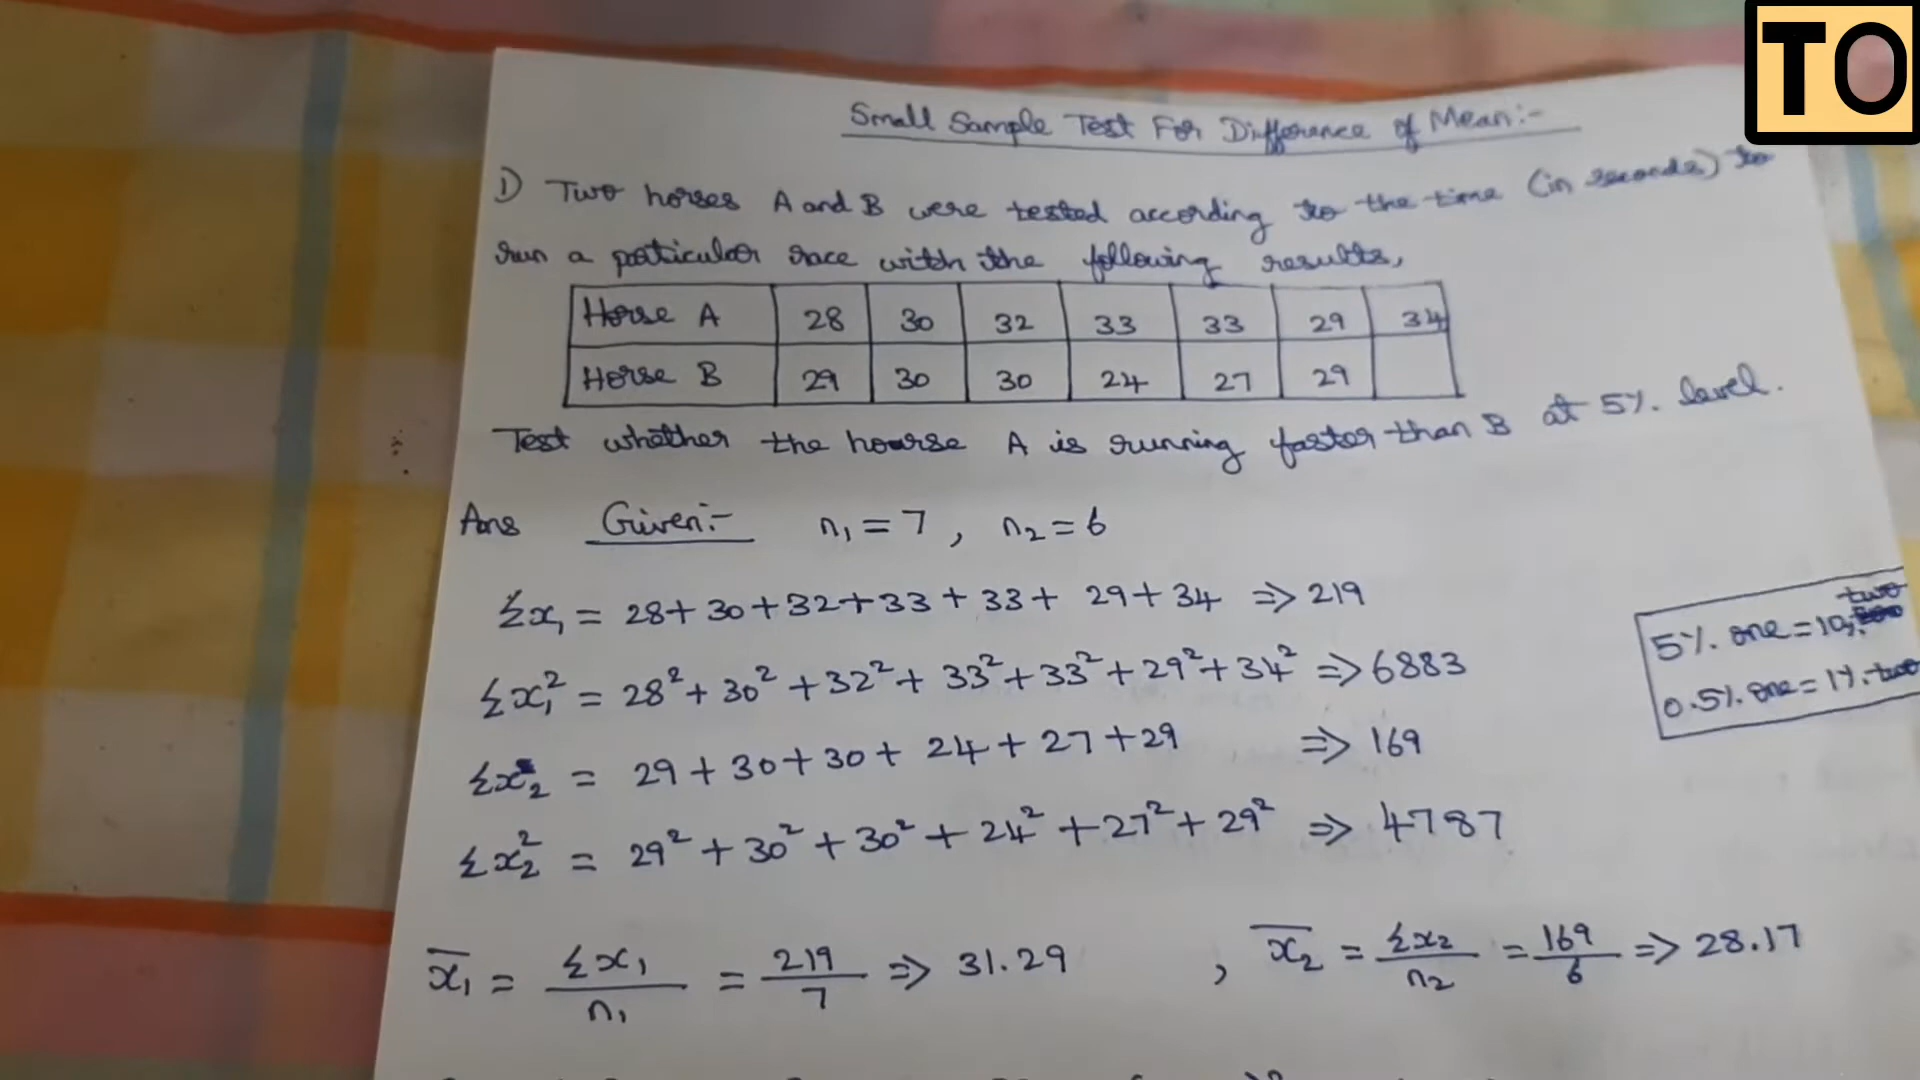 TO
Small Sample Test For Difference of Mean:-
1) Two horses A and B were tested according to the time (in seconds) to
run a particular race with the following results,
Horse A 28 30 32 33 33 29 34
Horse B 29 30 30 24 27 29
Test whether the hourse A is running faster than B at 5%. level.
Ans Given:- n₁ = 7, n₂ = 6
Σx₁ = 28+30+32+33+33+29+34 => 219
Σx₁² = 28²+30²+32²+33²+33²+29²+34² => 6883
Σx₂ = 29+30+30+24+27+29 => 169
Σx₂² = 29²+30²+30²+24²+27²+29² => 4787
5%. one = 10%. two
0.5%. one = 1%. two
x̄₁ = Σx₁/n₁ = 219/7 => 31.29 , x̄₂ = Σx₂/n₂ = 169/6 => 28.17